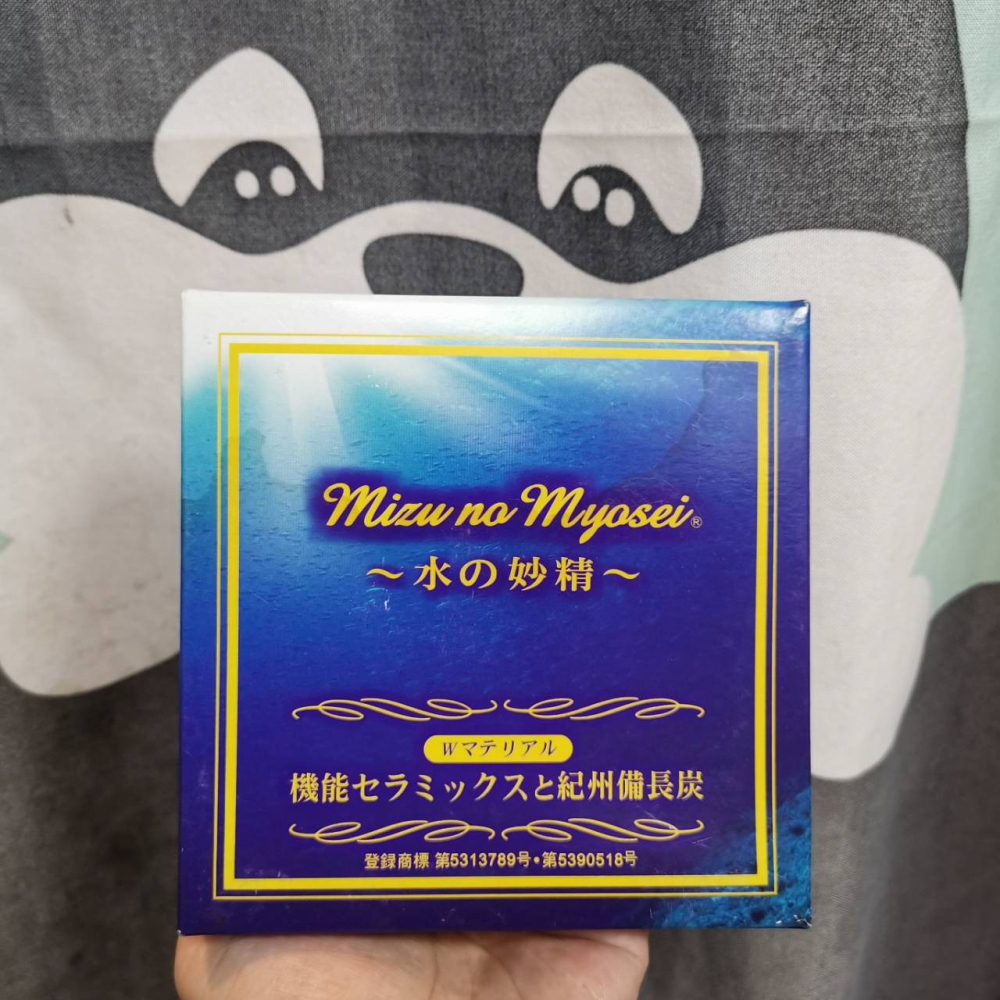 Mizu no Myosei®
～水の妙精～
Wマテリアル
機能セラミックスと紀州備長炭
登録商標 第5313789号・第5390518号